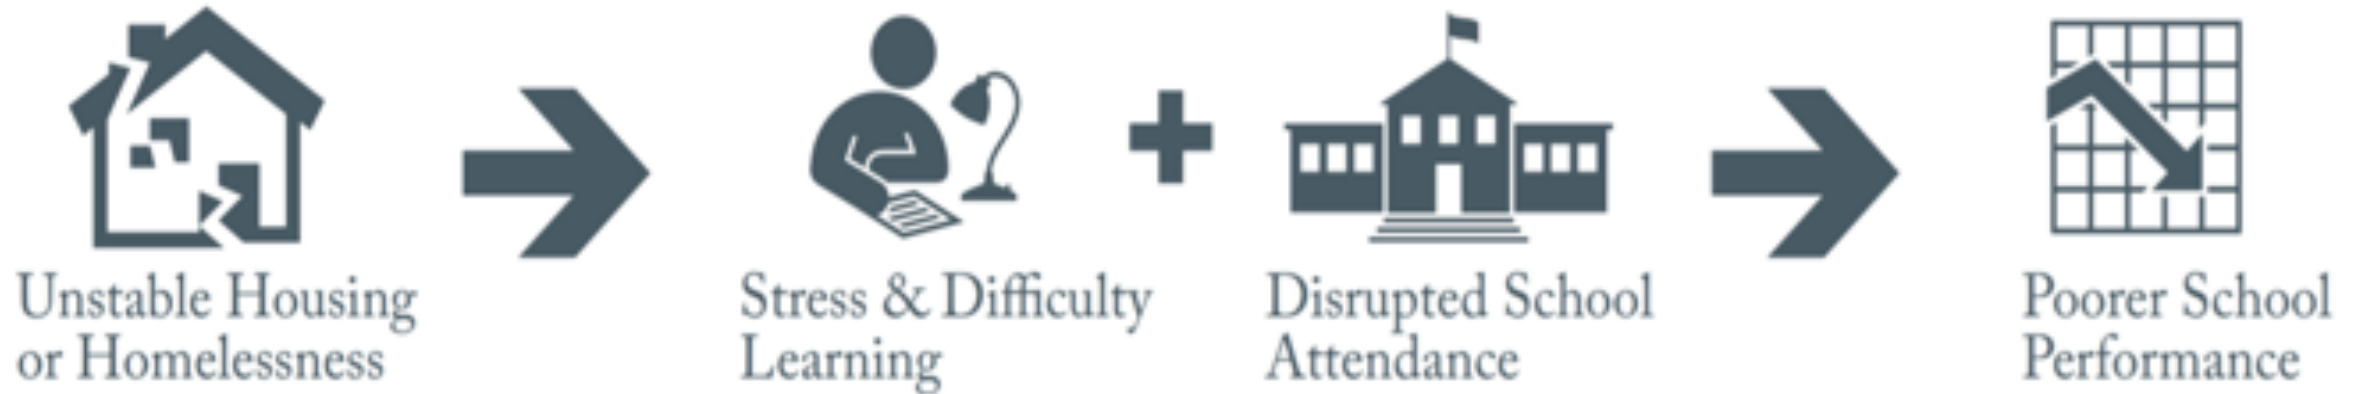 Unstable Housing
or Homelessness
Stress & Difficulty
Learning
Disrupted School
Attendance
Poorer School
Performance